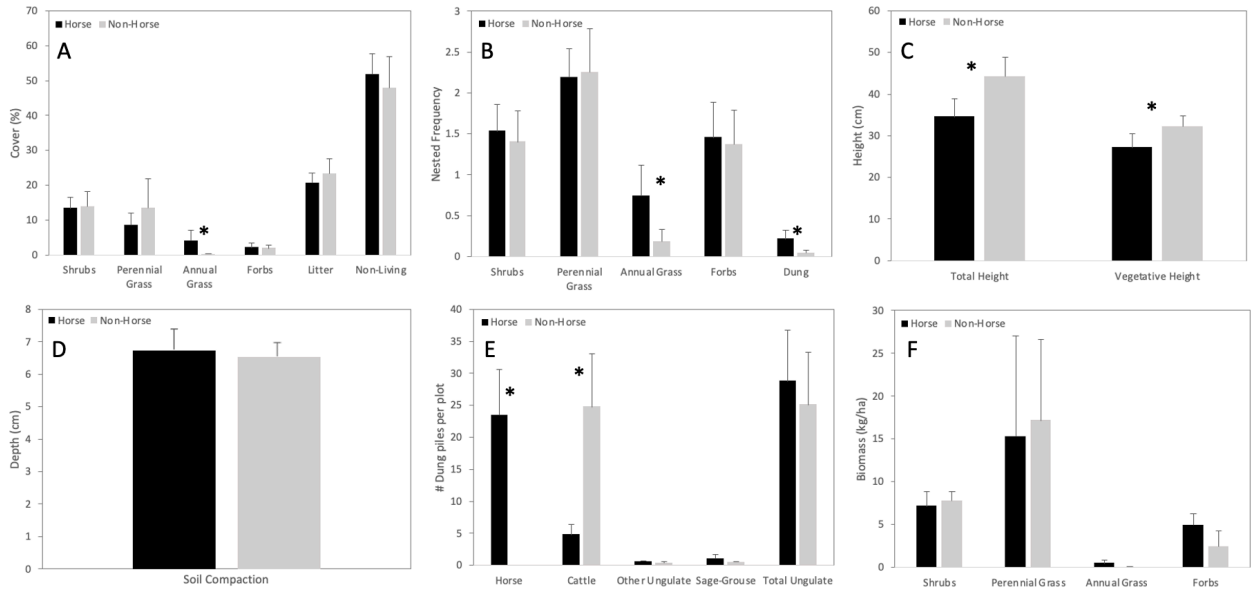 70
60
50
40
30
20
10
0
Cover (%)
Horse Non-Horse
A
*
Shrubs Perennial Grass Annual Grass Forbs Litter Non-Living
3
2.5
2
1.5
1
0.5
0
Nested Frequency
Horse Non-Horse
B
* *
Shrubs Perennial Grass Annual Grass Forbs Dung
60
50
40
30
20
10
0
Height (cm)
Horse Non-Horse
C
* *
Total Height Vegetative Height
8
7
6
5
4
3
2
1
0
Depth (cm)
Horse Non-Horse
D
Soil Compaction
40
35
30
25
20
15
10
5
0
# Dung piles per plot
Horse Non-Horse
E
* *
Horse Cattle Other Ungulate Sage-Grouse Total Ungulate
30
25
20
15
10
5
0
Biomass (kg/ha)
Horse Non-Horse
F
Shrubs Perennial Grass Annual Grass Forbs